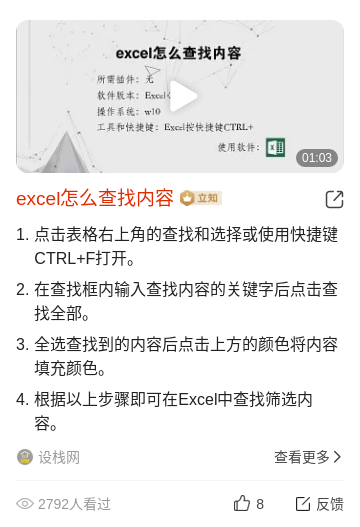 excel怎么查找内容
所需插件：无
软件版本：Excel
操作系统：w10
工具和快捷键：Excel按快捷键CTRL+
使用软件：
01:03
excel怎么查找内容 立知
1. 点击表格右上角的查找和选择或使用快捷键
CTRL+F打开。
2. 在查找框内输入查找内容的关键字后点击查
找全部。
3. 全选查找到的内容后点击上方的颜色将内容
填充颜色。
4. 根据以上步骤即可在Excel中查找筛选内
容。
设栈网 查看更多
2792人看过 8 反馈